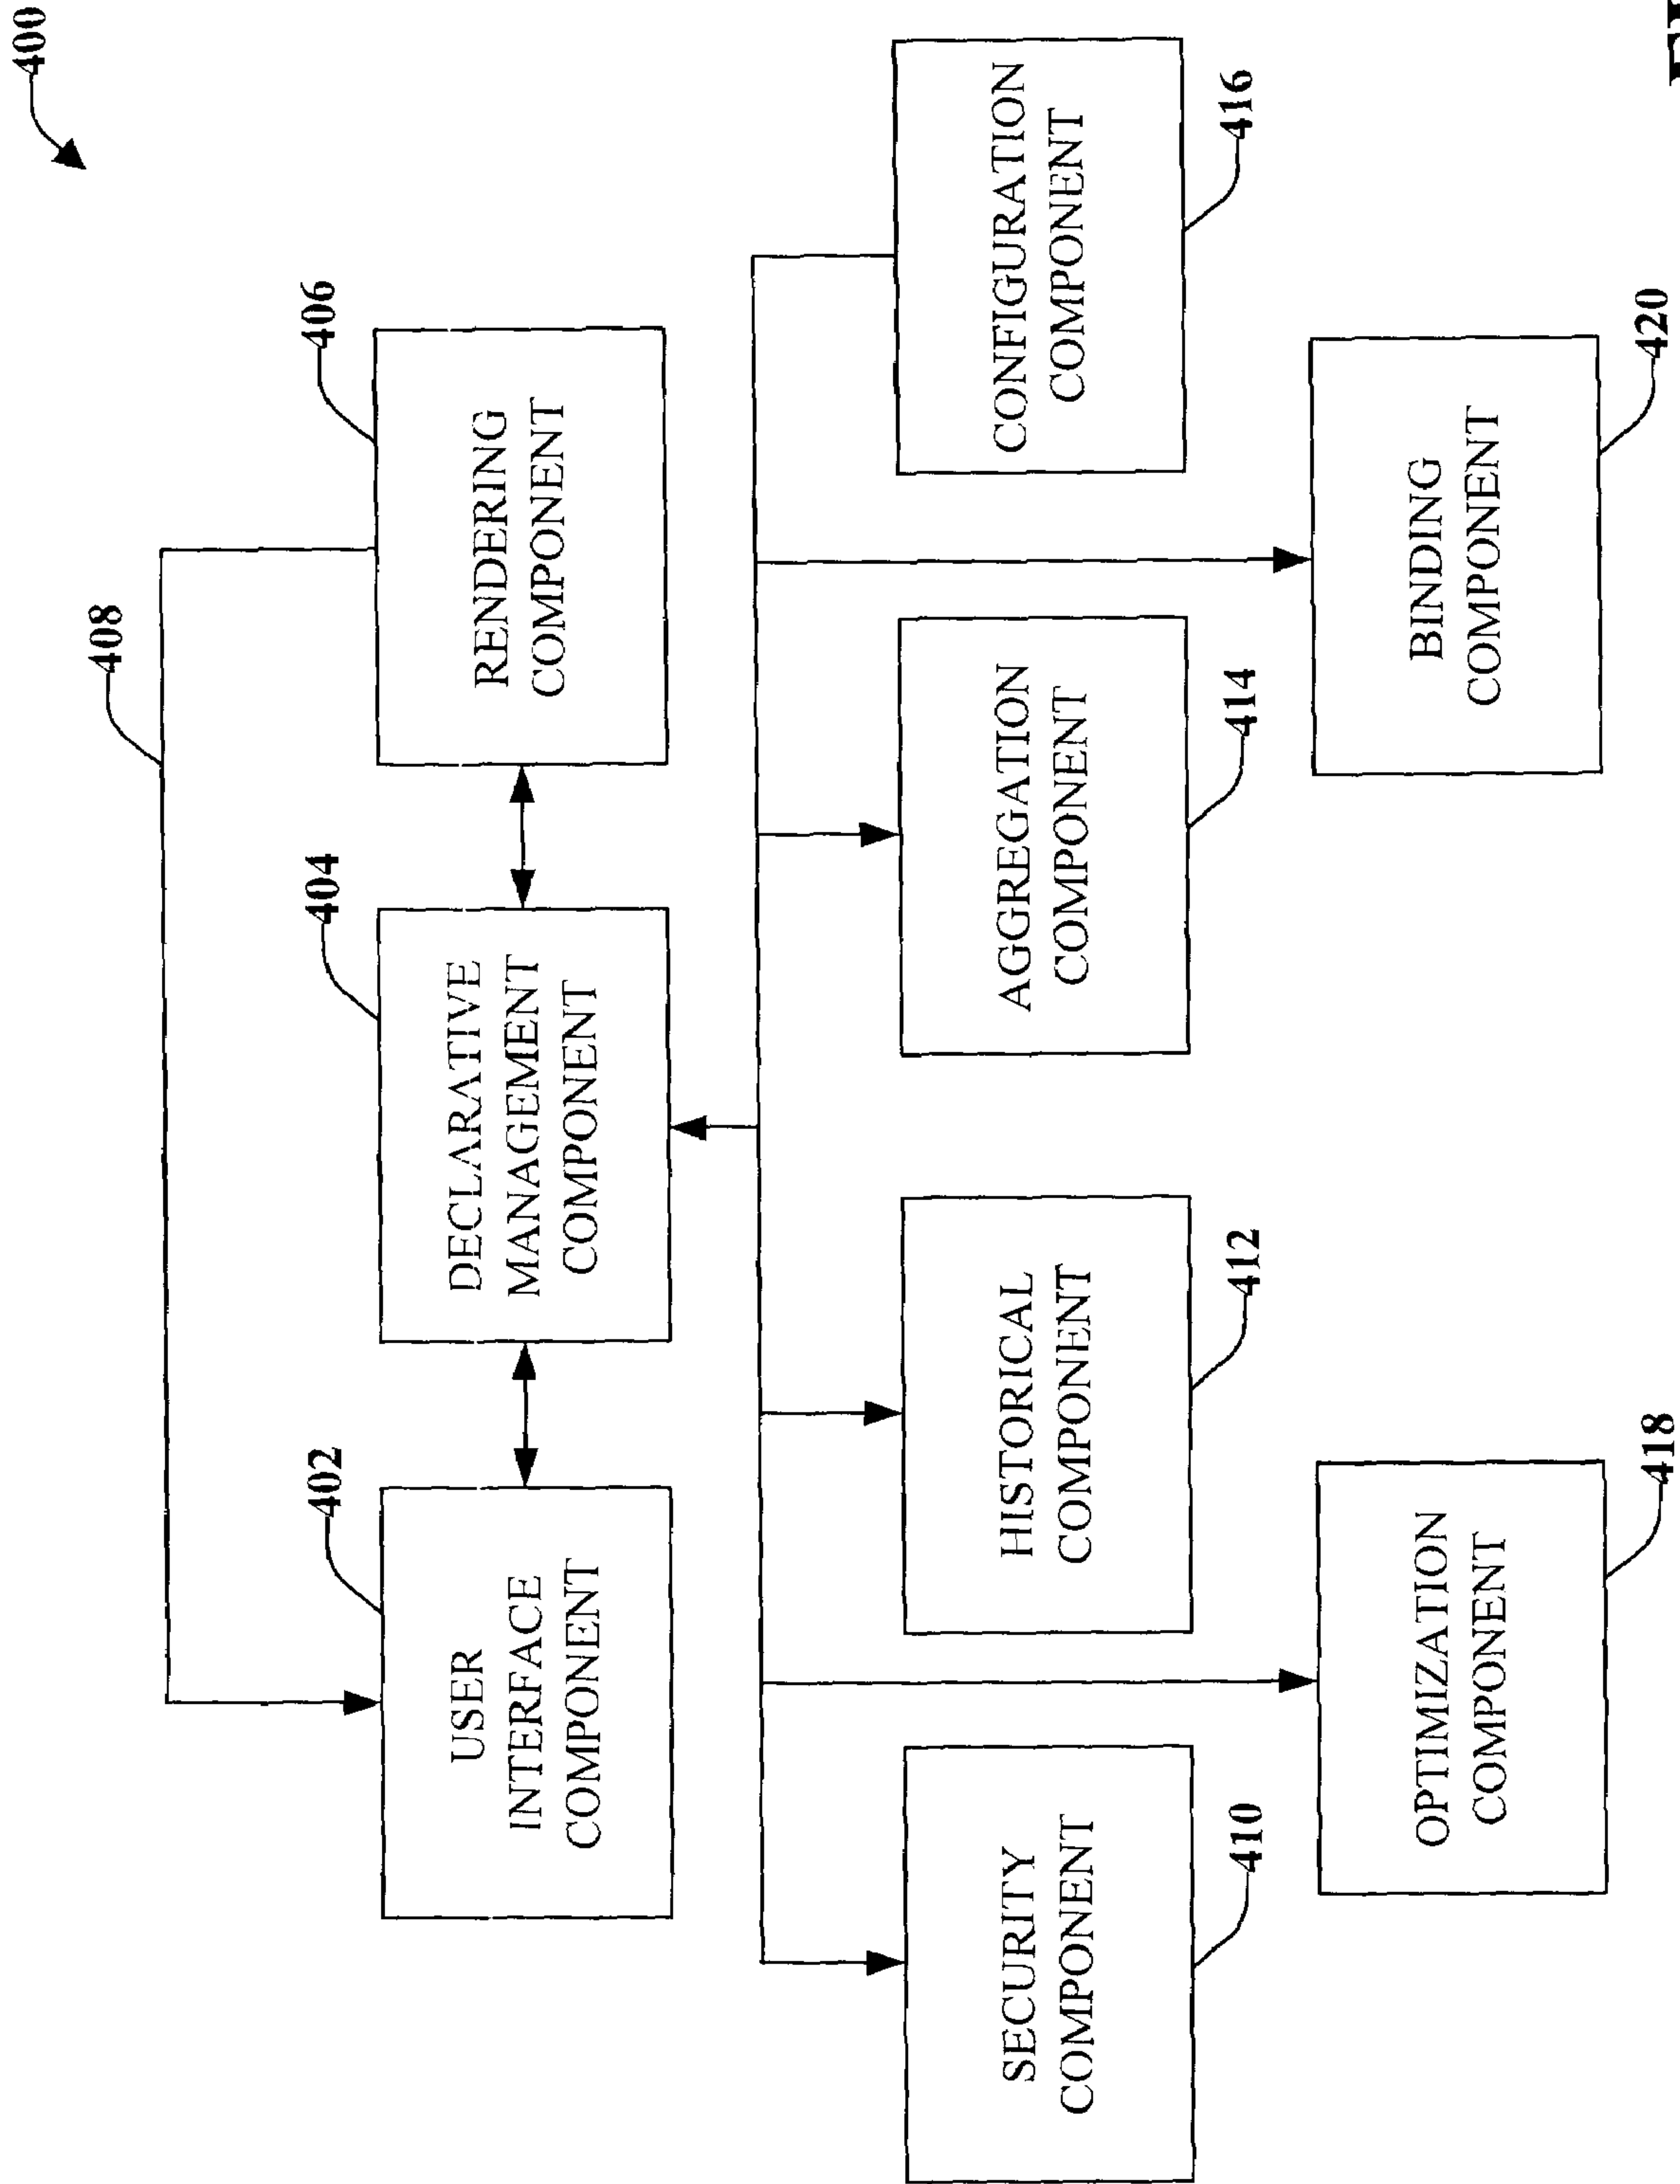 400
408
402
404
406
USER
INTERFACE
COMPONENT
DECLARATIVE
MANAGEMENT
COMPONENT
RENDERING
COMPONENT
SECURITY
COMPONENT
HISTORICAL
COMPONENT
AGGREGATION
COMPONENT
CONFIGURATION
COMPONENT
410
412
414
416
OPTIMIZATION
COMPONENT
BINDING
COMPONENT
418
420